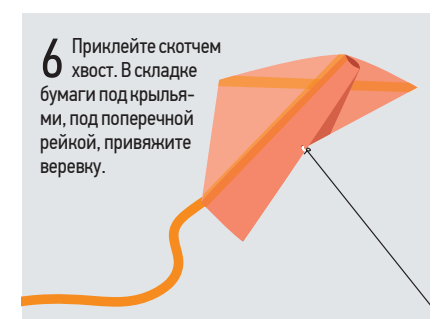 6 Приклейте скотчем
хвост. В складке
бумаги под крылья-
ми, под поперечной
рейкой, привяжите
веревку.